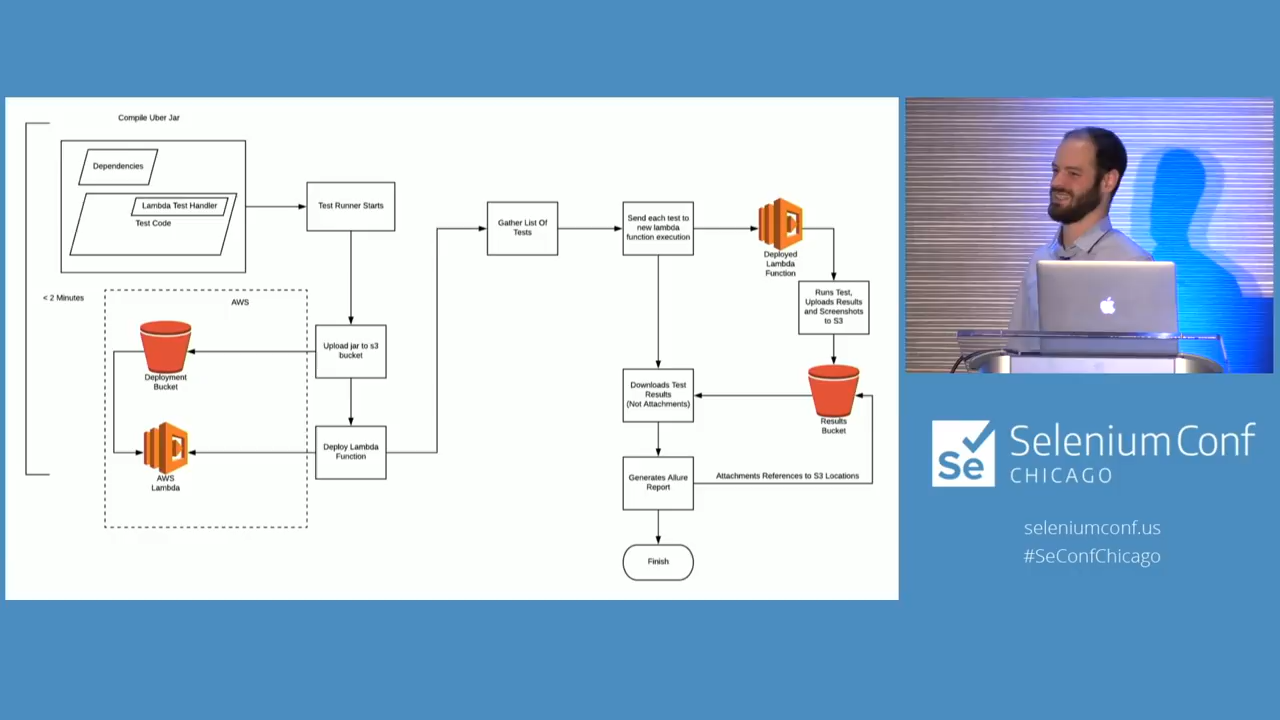 Compile Uber Jar
Dependencies
Lambda Test Handler
Test Code
Test Runner Starts
< 2 Minutes
AWS
Deployment
Bucket
AWS
Lambda
Upload jar to s3
bucket
Deploy Lambda
Function
Gather List Of
Tests
Send each test to
new lambda
function execution
Deployed
Lambda
Function
Runs Test,
Uploads Results
and Screenshots
to S3
Downloads Test
Results
(Not Attachments)
Results
Bucket
Generates Allure
Report
Attachments References to S3 Locations
Finish
Se
Selenium Conf
CHICAGO
seleniumconf.us
#SeConfChicago